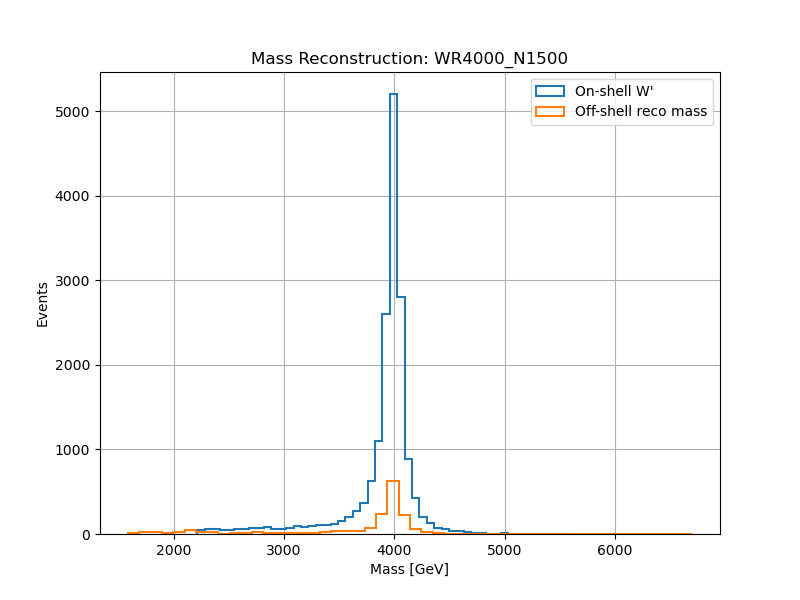 Mass Reconstruction: WR4000_N1500
On-shell W'
Off-shell reco mass
Events
5000
4000
3000
2000
1000
0
2000 3000 4000 5000 6000
Mass [GeV]